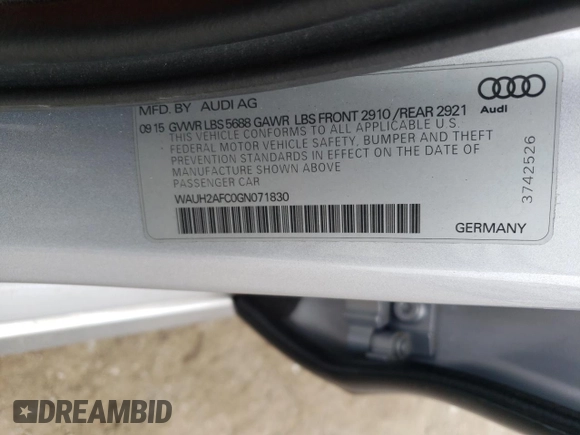 MFD. BY AUDI AG
09 15 GVWR LBS 5688 GAWR LBS FRONT 2910 / REAR 2921
THIS VEHICLE CONFORMS TO ALL APPLICABLE U.S.
FEDERAL MOTOR VEHICLE SAFETY, BUMPER AND THEFT
PREVENTION STANDARDS IN EFFECT ON THE DATE OF
MANUFACTURE SHOWN ABOVE
PASSENGER CAR
WAUH2AFC0GN071830
GERMANY
Audi
3742526
DREAMBID